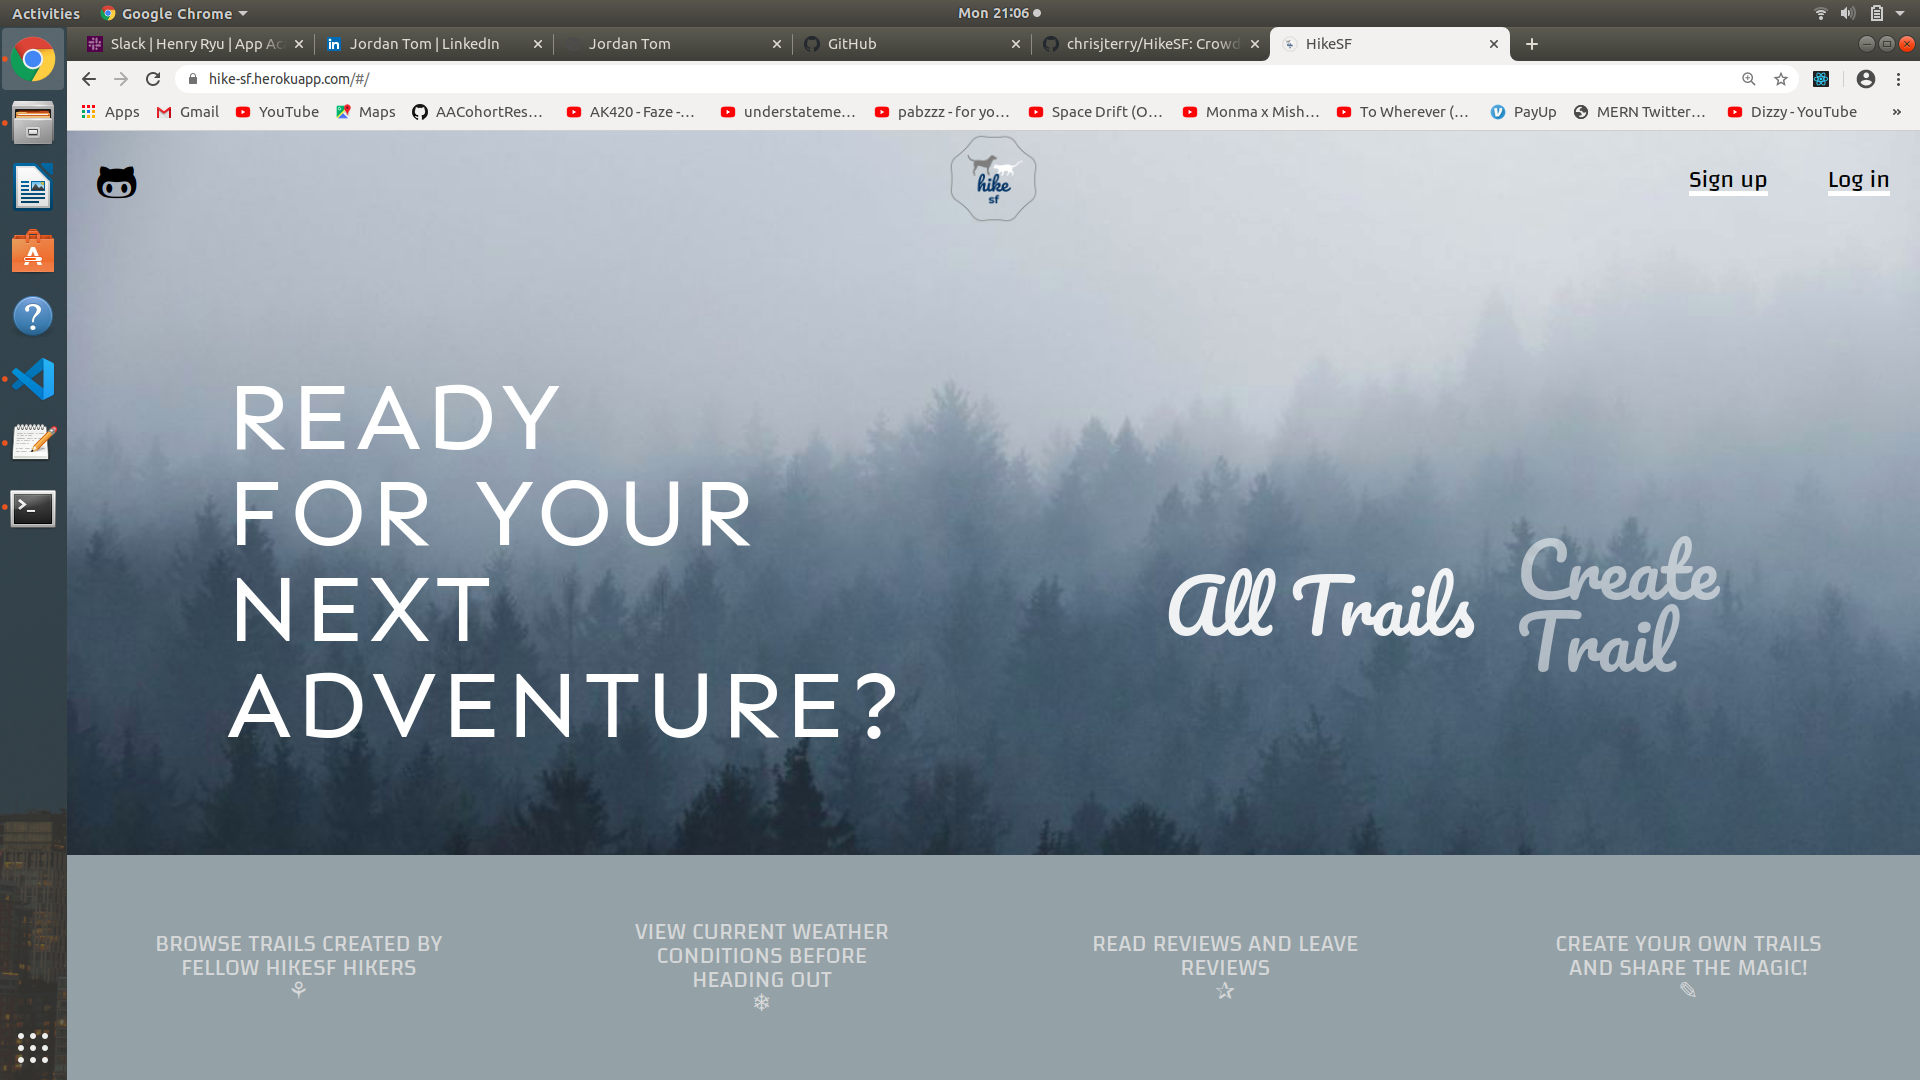 Activities Google Chrome Mon 21:06
Slack | Henry Ryu | App Ac
Jordan Tom | LinkedIn
Jordan Tom
GitHub
chrisjterry/HikeSF: Crowd
HikeSF
hike-sf.herokuapp.com/#/
Apps Gmail YouTube Maps AACohortRes… AK420 - Faze -… understateme… pabzzz - for yo… Space Drift (O… Monma x Mish… To Wherever (… PayUp MERN Twitter… Dizzy - YouTube »
hike
sf
Sign up Log in
READY
FOR YOUR
NEXT
ADVENTURE?
All Trails
Create
Trail
BROWSE TRAILS CREATED BY
FELLOW HIKESF HIKERS
VIEW CURRENT WEATHER
CONDITIONS BEFORE
HEADING OUT
READ REVIEWS AND LEAVE
REVIEWS
CREATE YOUR OWN TRAILS
AND SHARE THE MAGIC!